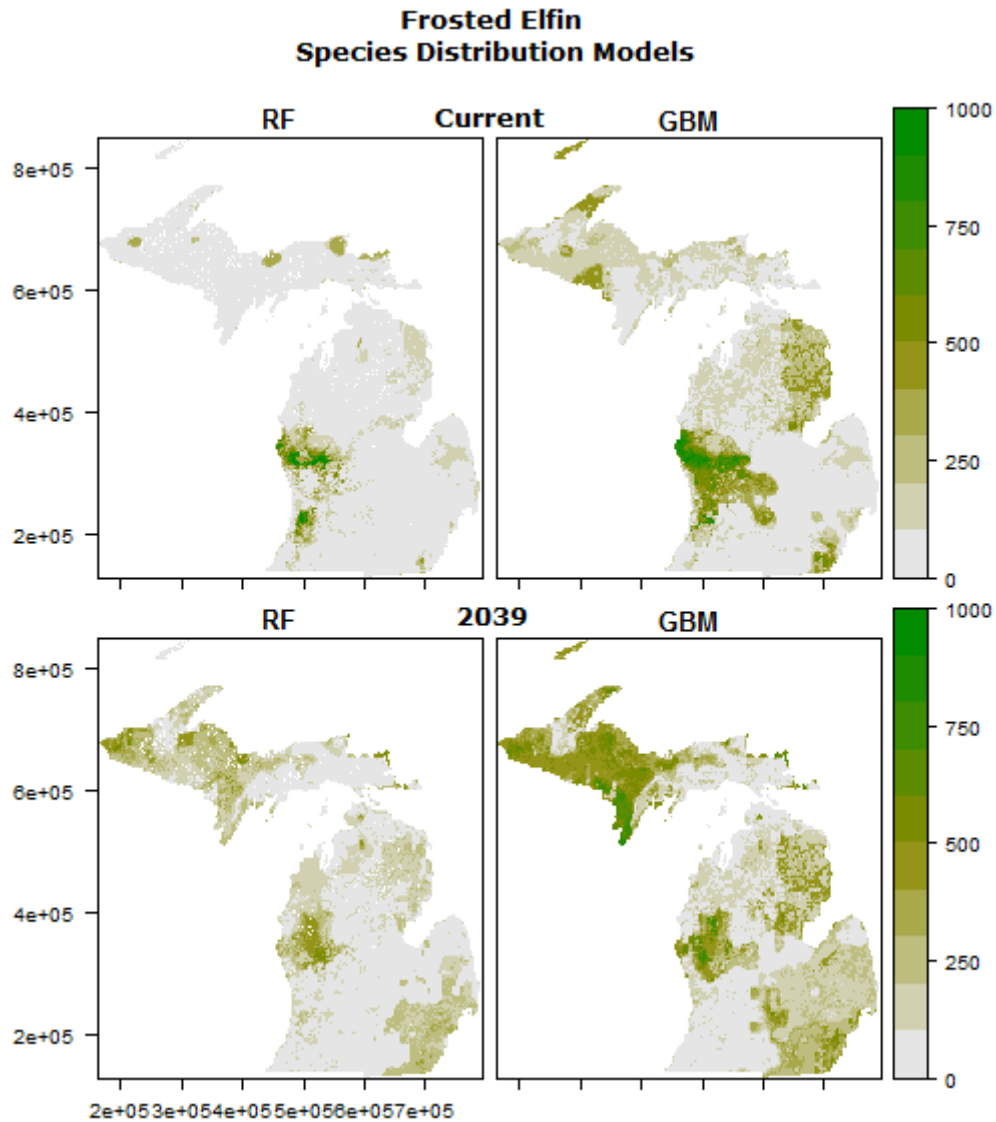 Frosted Elfin
Species Distribution Models
RF Current GBM
1000
750
500
250
0
8e+05
6e+05
4e+05
2e+05
RF 2039 GBM
1000
750
500
250
0
8e+05
6e+05
4e+05
2e+05
2e+053e+054e+055e+056e+057e+05